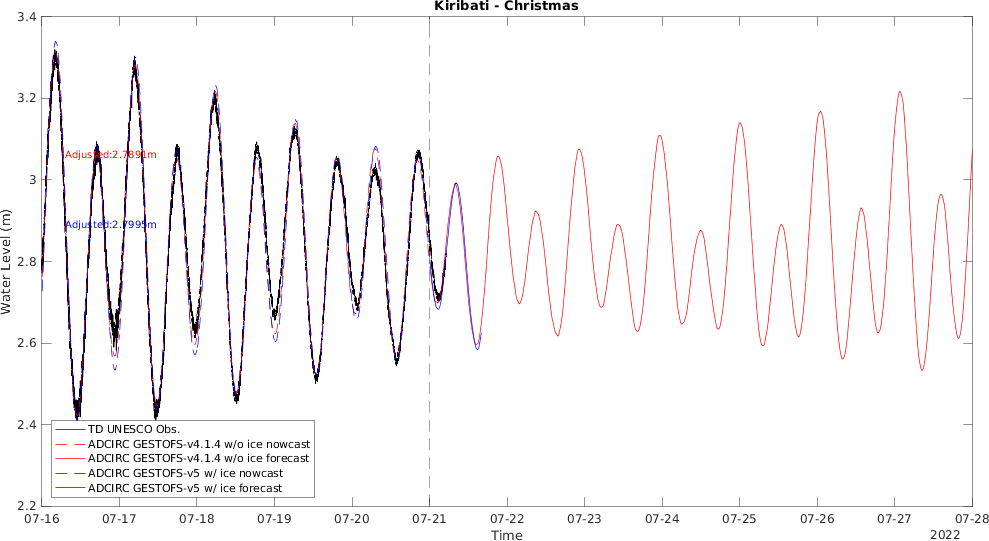 Kiribati - Christmas
3.4
3.2
3
2.8
2.6
2.4
2.2
Water Level (m)
Adjusted:2.7891m
Adjusted:2.7995m
TD UNESCO Obs.
ADCIRC GESTOFS-v4.1.4 w/o ice nowcast
ADCIRC GESTOFS-v4.1.4 w/o ice forecast
ADCIRC GESTOFS-v5 w/ ice nowcast
ADCIRC GESTOFS-v5 w/ ice forecast
07-16 07-17 07-18 07-19 07-20 07-21 07-22 07-23 07-24 07-25 07-26 07-27 07-28
Time
2022